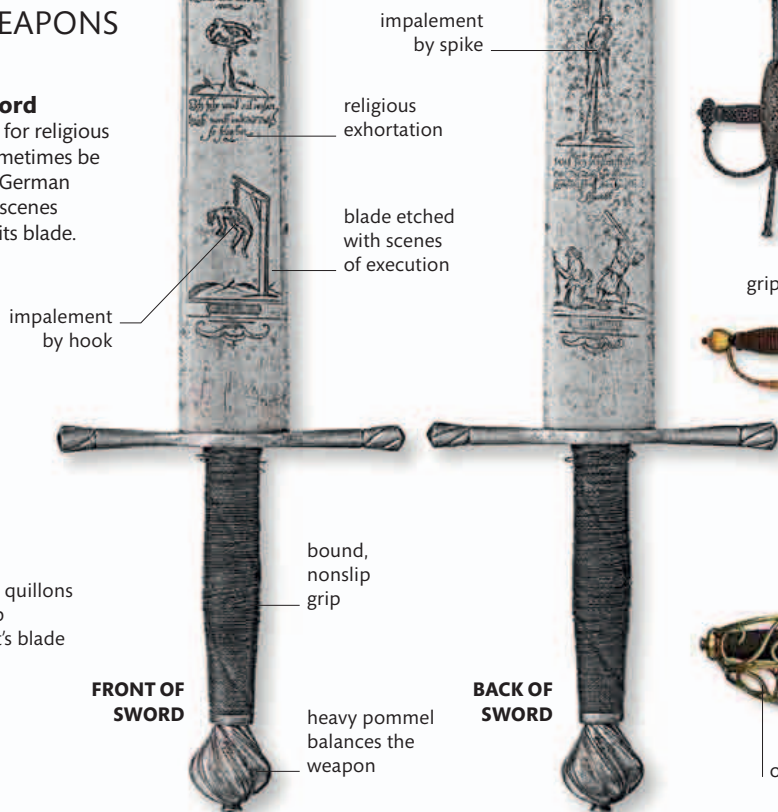 EAPONS
ord
for religious
metimes be
German
scenes
its blade.
impalement
by hook
quillons
's blade
FRONT OF
SWORD
religious
exhortation
blade etched
with scenes
of execution
bound,
nonslip
grip
heavy pommel
balances the
weapon
impalement
by spike
BACK OF
SWORD
grip